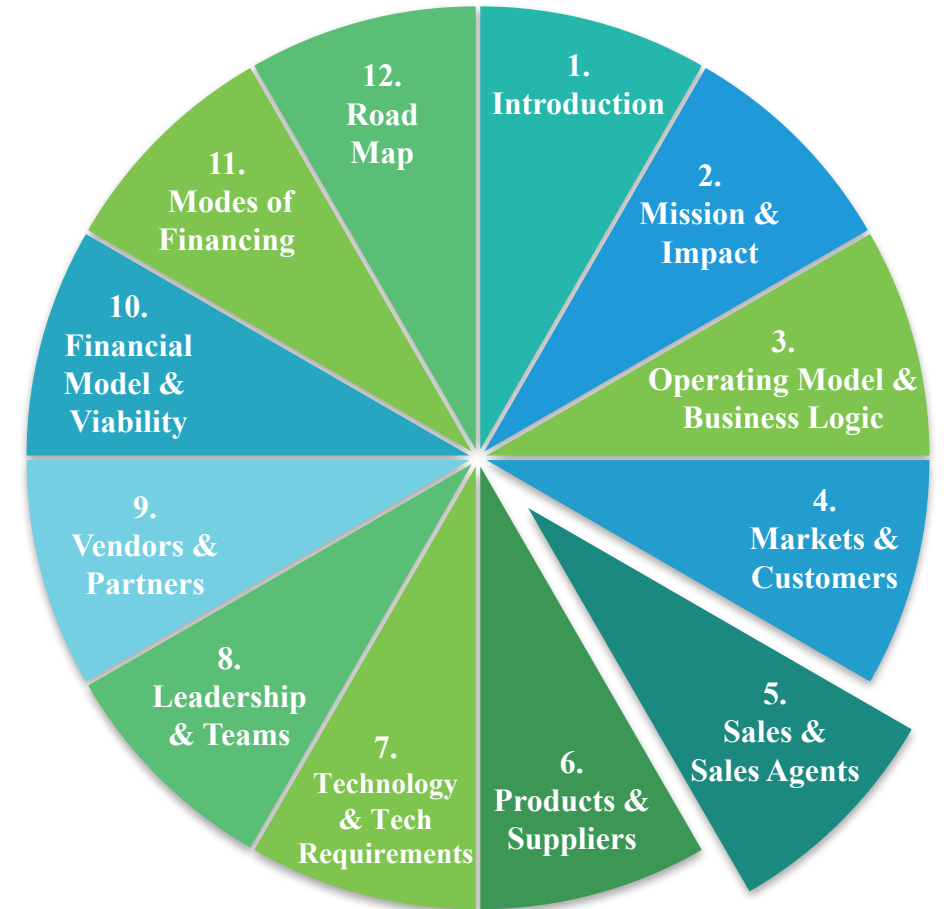 1.
Introduction
2.
Mission &
Impact
3.
Operating Model &
Business Logic
4.
Markets &
Customers
5.
Sales &
Sales Agents
6.
Products &
Suppliers
7.
Technology
& Tech
Requirements
8.
Leadership
& Teams
9.
Vendors &
Partners
10.
Financial
Model &
Viability
11.
Modes of
Financing
12.
Road
Map